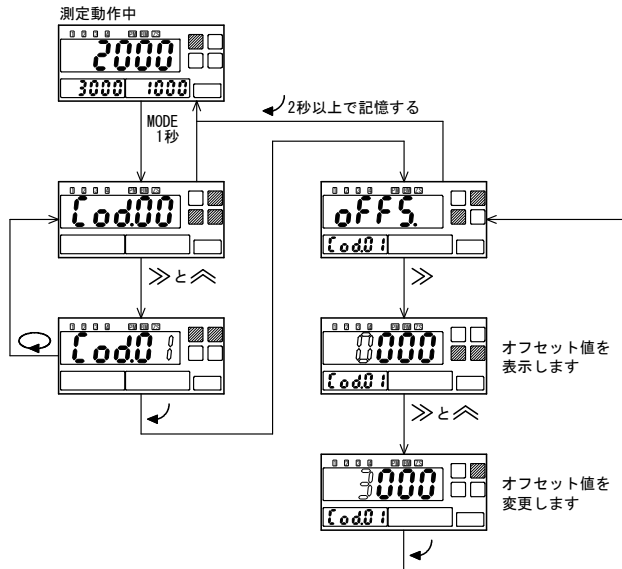 測定動作中
2000
3000 1000
2秒以上で記憶する
MODE
1秒
Cod.00
oFFS.
Cod.01
≫と≪
≫
Cod.01
0000
Cod.01
オフセット値を
表示します
≫と≪
3000
Cod.01
オフセット値を
変更します